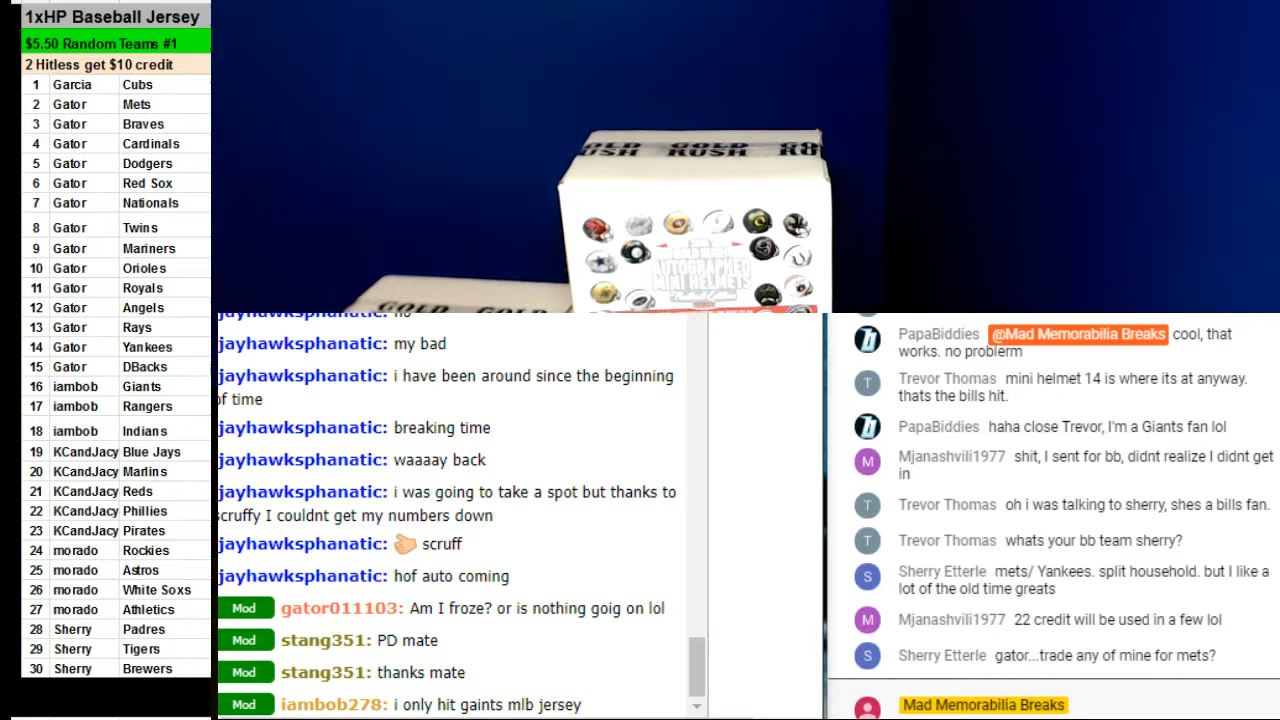 1xHP Baseball Jersey
$5.50 Random Teams #1
2 Hitless get $10 credit
1 Garcia Cubs
2 Gator Mets
3 Gator Braves
4 Gator Cardinals
5 Gator Dodgers
6 Gator Red Sox
7 Gator Nationals
8 Gator Twins
9 Gator Mariners
10 Gator Orioles
11 Gator Royals
12 Gator Angels
13 Gator Rays
14 Gator Yankees
15 Gator DBacks
16 iambob Giants
17 iambob Rangers
18 iambob Indians
19 KCandJacy Blue Jays
20 KCandJacy Marlins
21 KCandJacy Reds
22 KCandJacy Phillies
23 KCandJacy Pirates
24 morado Rockies
25 morado Astros
26 morado White Soxs
27 morado Athletics
28 Sherry Padres
29 Sherry Tigers
30 Sherry Brewers
GOLD
RUSH
AUTOGRAPHED
MINI HELMETS
GOLD GOLD
jayhawksphanatic: no
jayhawksphanatic: my bad
jayhawksphanatic: i have been around since the beginning
of time
jayhawksphanatic: breaking time
jayhawksphanatic: waaaay back
jayhawksphanatic: i was going to take a spot but thanks to
scruffy I couldnt get my numbers down
jayhawksphanatic: scruff
jayhawksphanatic: hof auto coming
Mod gator011103: Am I froze? or is nothing goig on lol
Mod stang351: PD mate
Mod stang351: thanks mate
Mod iambob278: i only hit gaints mlb jersey
PapaBiddies @Mad Memorabilia Breaks cool, that
works. no problerm
T Trevor Thomas mini helmet 14 is where its at anyway.
thats the bills hit.
PapaBiddies haha close Trevor, I'm a Giants fan lol
M Mjanashvili1977 shit, I sent for bb, didnt realize I didnt get
in
T Trevor Thomas oh i was talking to sherry, shes a bills fan.
T Trevor Thomas whats your bb team sherry?
S Sherry Etterle mets/ Yankees. split household. but I like a
lot of the old time greats
M Mjanashvili1977 22 credit will be used in a few lol
S Sherry Etterle gator...trade any of mine for mets?
Mad Memorabilia Breaks